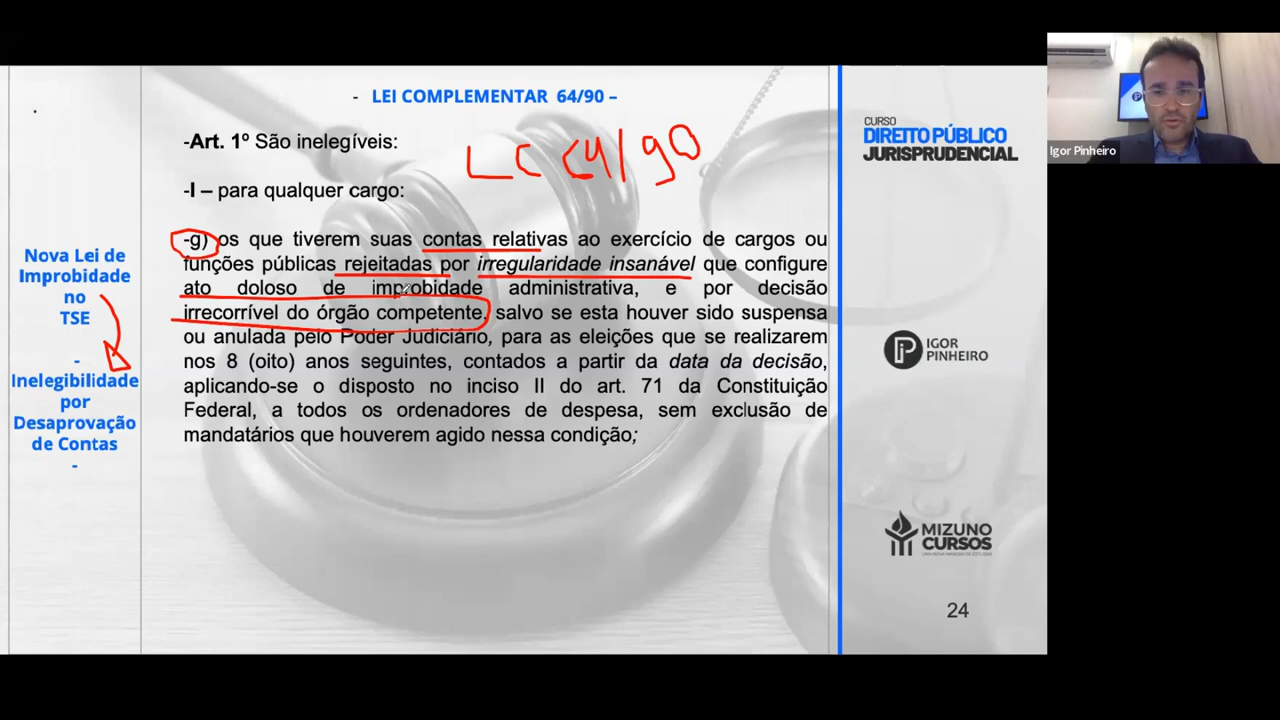 - LEI COMPLEMENTAR 64/90 –
-Art. 1º São inelegíveis:
LC 64/90
-I – para qualquer cargo:
-g) os que tiverem suas contas relativas ao exercício de cargos ou
funções públicas rejeitadas por irregularidade insanável que configure
ato doloso de improbidade administrativa, e por decisão
irrecorrível do órgão competente, salvo se esta houver sido suspensa
ou anulada pelo Poder Judiciário, para as eleições que se realizarem
nos 8 (oito) anos seguintes, contados a partir da data da decisão,
aplicando-se o disposto no inciso II do art. 71 da Constituição
Federal, a todos os ordenadores de despesa, sem exclusão de
mandatários que houverem agido nessa condição;
Nova Lei de
Improbidade
no
TSE
-
Inelegibilidade
por
Desaprovação
de Contas
-
CURSO
DIREITO PÚBLICO
JURISPRUDENCIAL
IGOR
PINHEIRO
MIZUNO
CURSOS
24
Igor Pinheiro